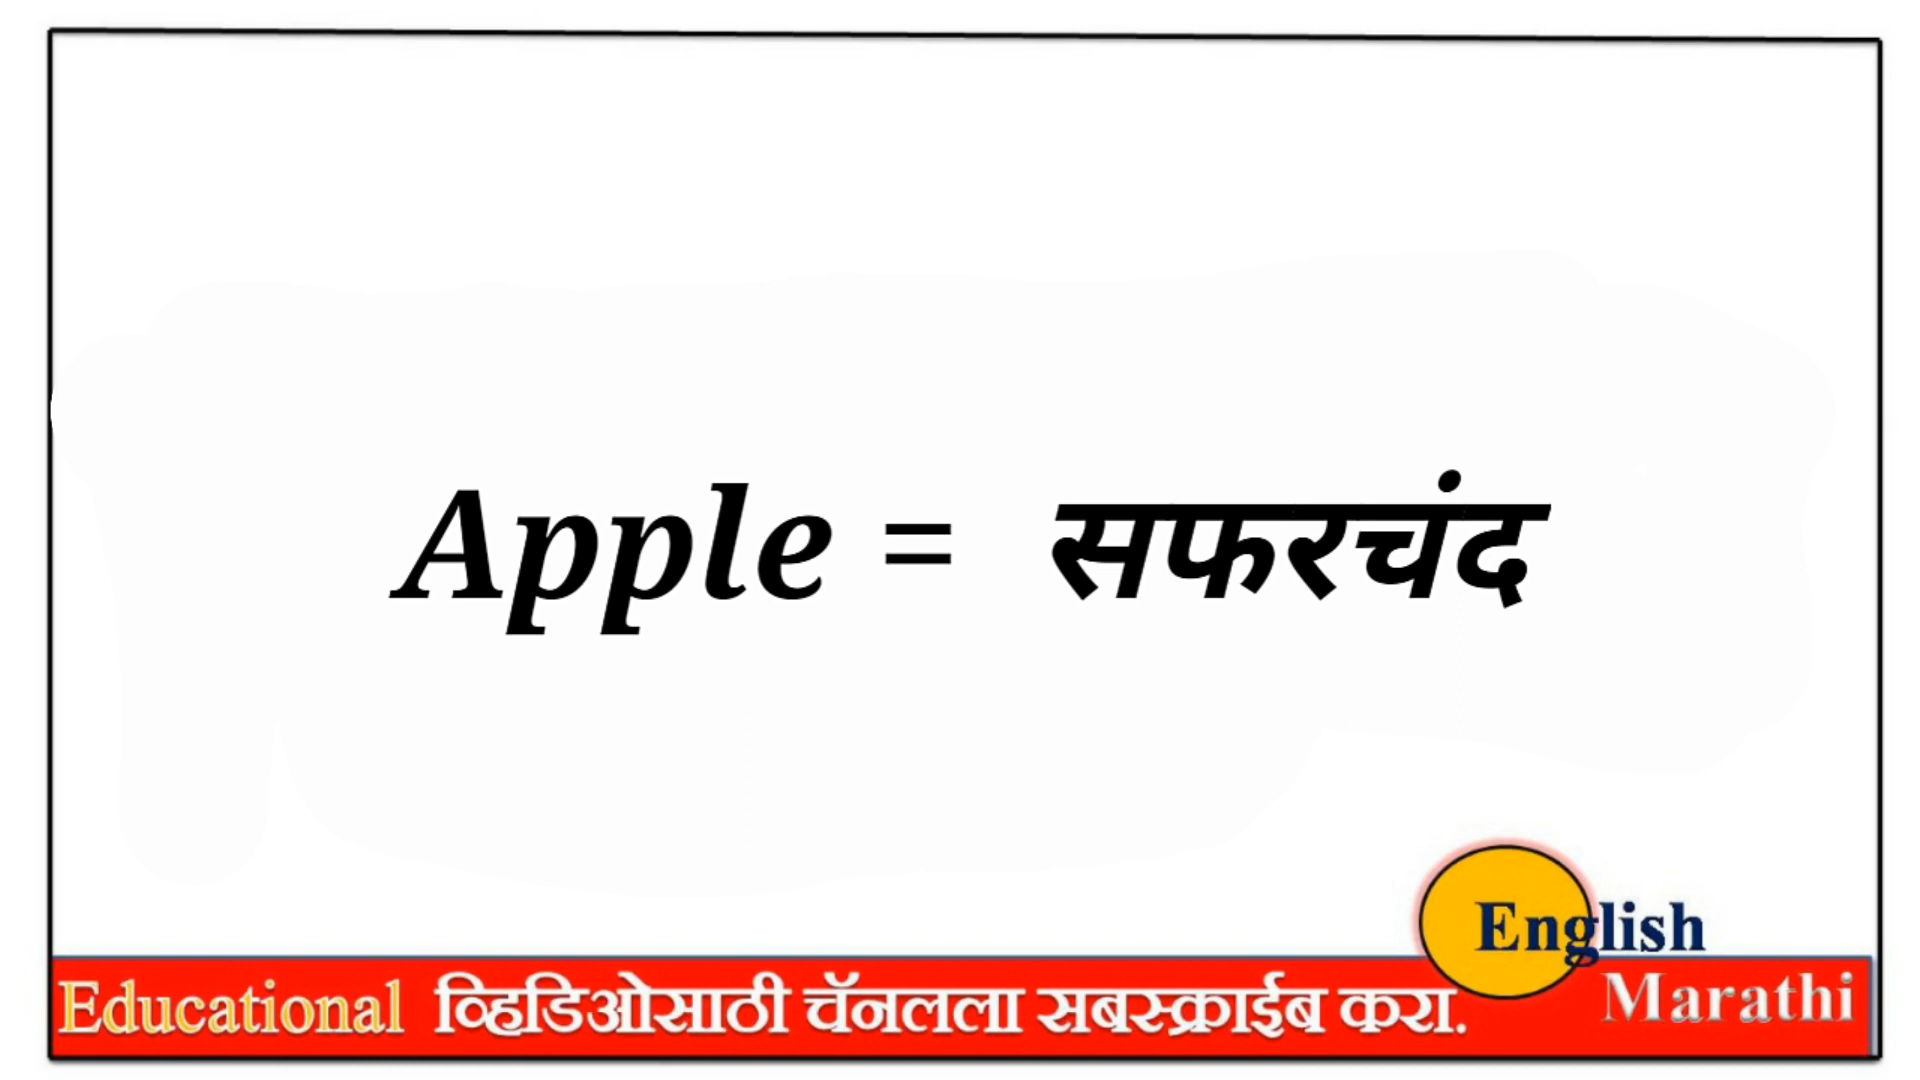 Apple = सफरचंद
English
Marathi
Educational व्हिडिओसाठी चॅनलला सबस्क्राईब करा.